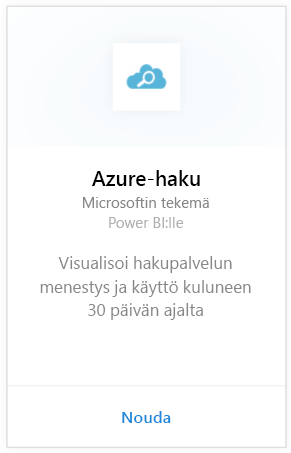 Azure-haku
Microsoftin tekemä
Power BI:lle
Visualisoi hakupalvelun
menestys ja käyttö kuluneen
30 päivän ajalta
Nouda